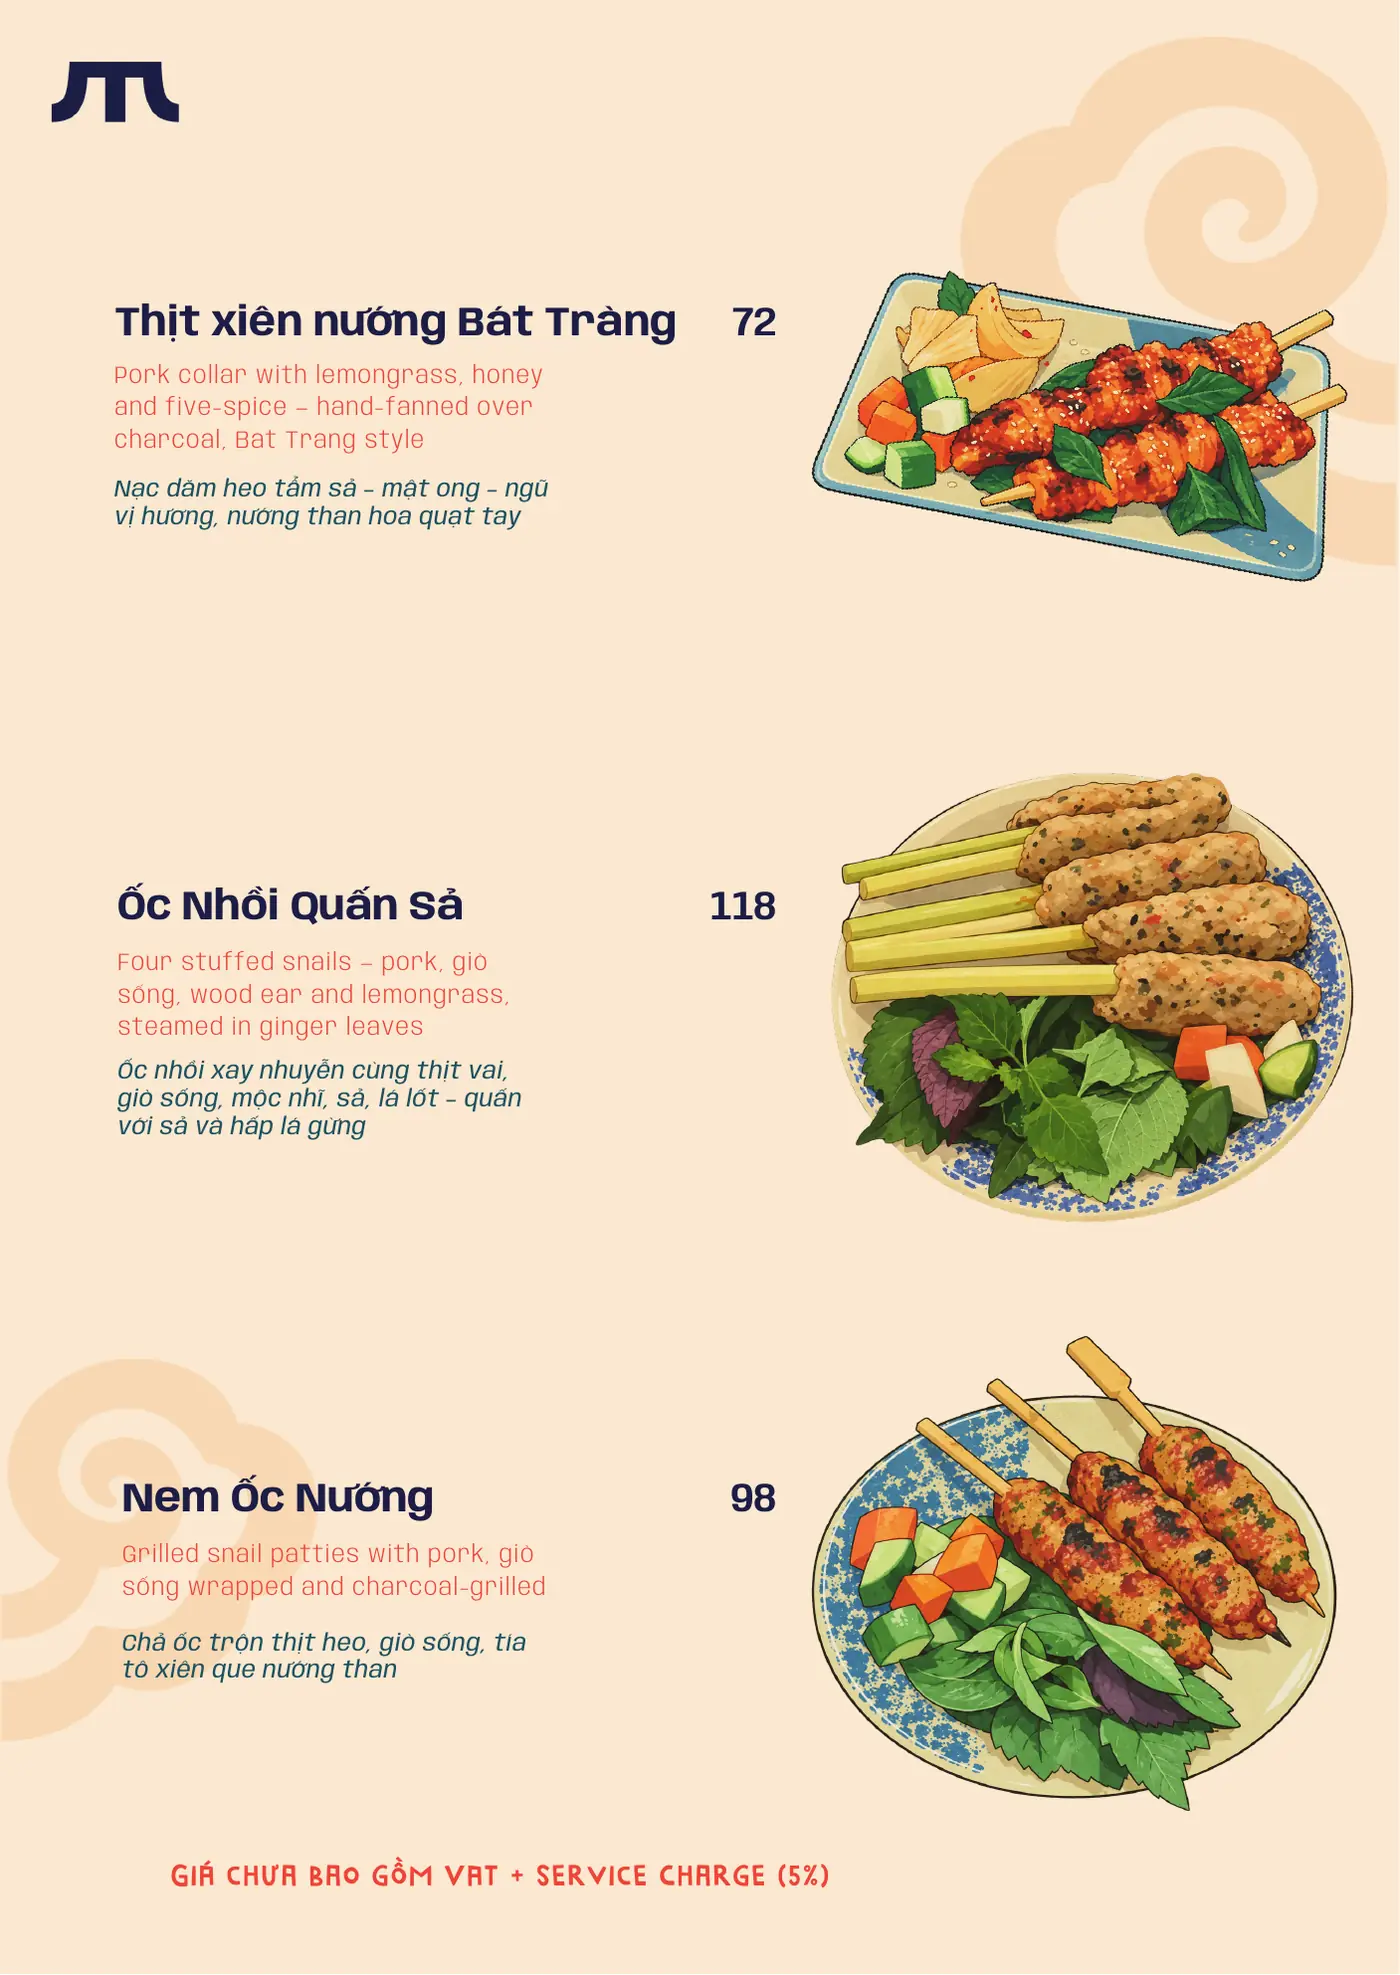 Thịt xiên nướng Bát Tràng 72
Pork collar with lemongrass, honey
and five-spice – hand-fanned over
charcoal, Bat Trang style
Nạc dăm heo tẩm sả - mật ong - ngũ
vị hương, nướng than hoa quạt tay
Ốc Nhồi Quấn Sả 118
Four stuffed snails – pork, giò
sống, wood ear and lemongrass,
steamed in ginger leaves
Ốc nhồi xay nhuyễn cùng thịt vai,
giò sống, mộc nhĩ, sả, lá lốt - quấn
với sả và hấp lá gừng
Nem Ốc Nướng 98
Grilled snail patties with pork, giò
sống wrapped and charcoal-grilled
Chả ốc trộn thịt heo, giò sống, tía
tô xiên que nướng than
GIÁ CHƯA BAO GỒM VAT + SERVICE CHARGE (5%)